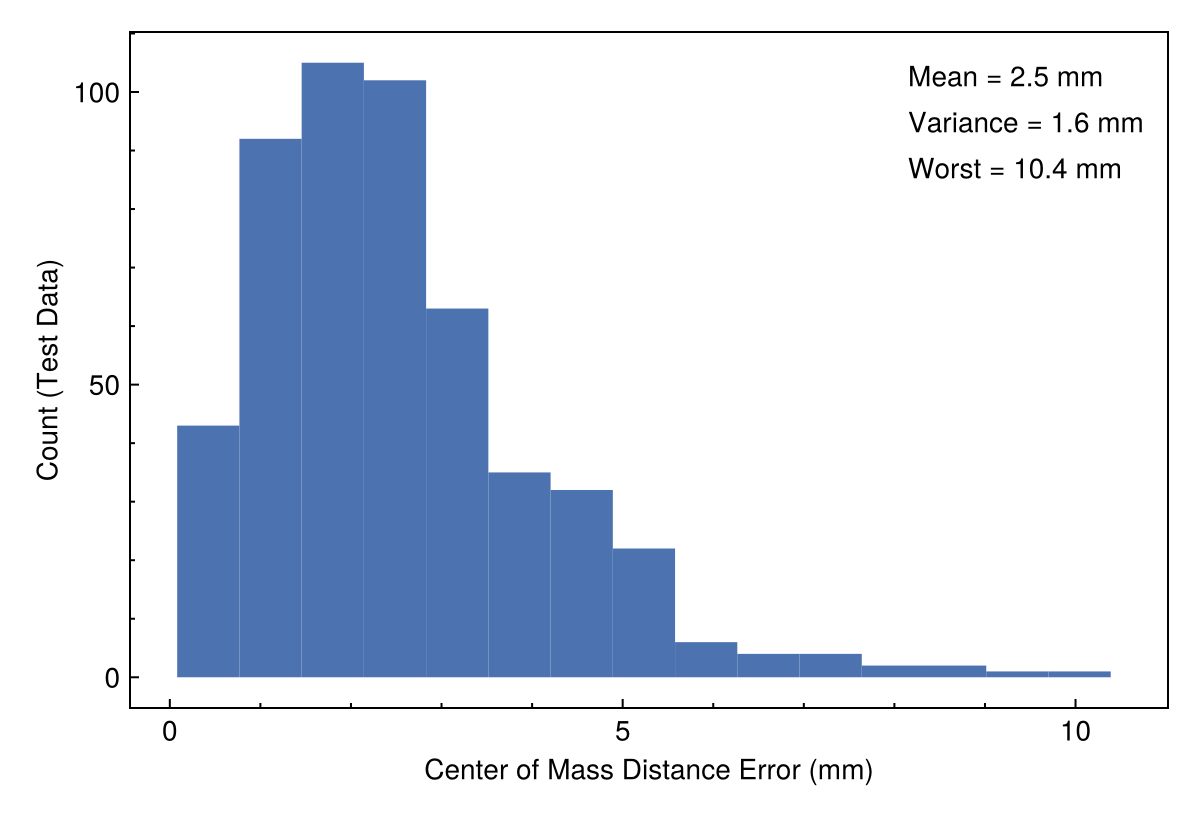 Mean = 2.5 mm
Variance = 1.6 mm
Worst = 10.4 mm
Count (Test Data)
100
50
0
0 5 10
Center of Mass Distance Error (mm)